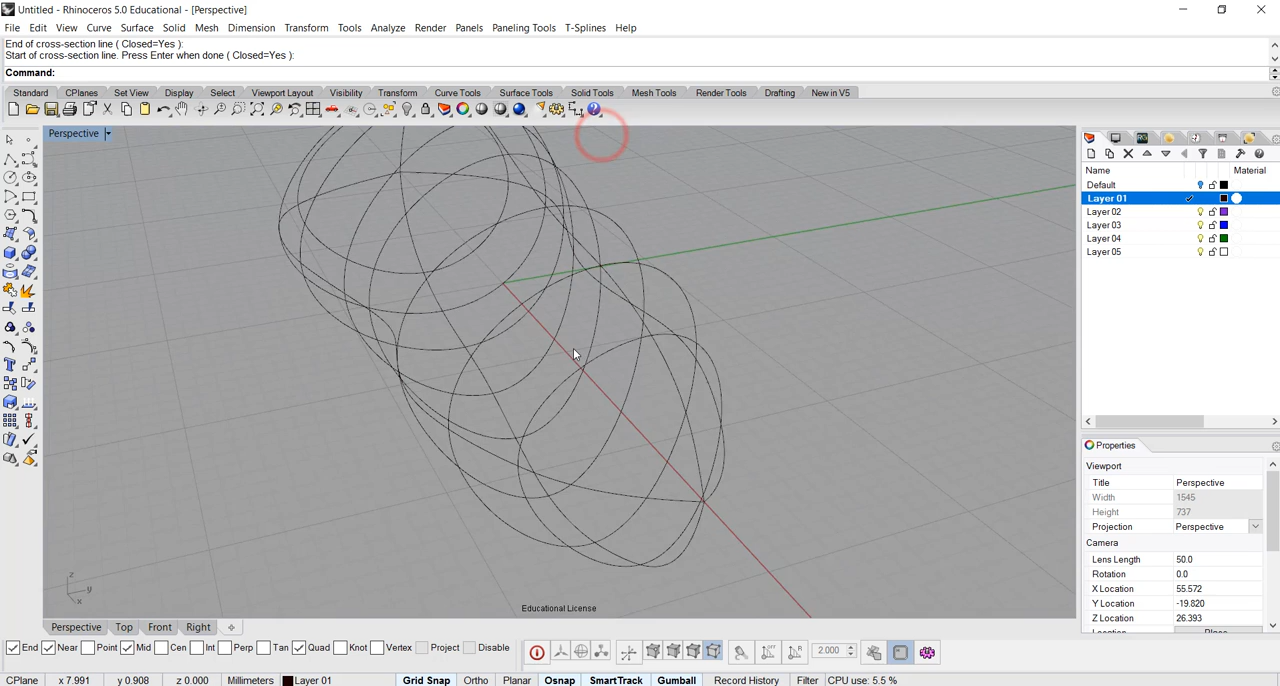 Untitled - Rhinoceros 5.0 Educational - [Perspective]
File Edit View Curve Surface Solid Mesh Dimension Transform Tools Analyze Render Panels Paneling Tools T-Splines Help
End of cross-section line ( Closed=Yes ):
Start of cross-section line. Press Enter when done ( Closed=Yes ):
Command:
Standard CPlanes Set View Display Select Viewport Layout Visibility Transform Curve Tools Surface Tools Solid Tools Mesh Tools Render Tools Drafting New in V5
Perspective
Name Material
Default
Layer 01
Layer 02
Layer 03
Layer 04
Layer 05
Properties
Viewport
Title Perspective
Width 1545
Height 737
Projection Perspective
Camera
Lens Length 50.0
Rotation 0.0
X Location 55.572
Y Location -19.820
Z Location 26.393
Location Place...
z
y
x
Educational License
Perspective Top Front Right
End Near Point Mid Cen Int Perp Tan Quad Knot Vertex Project Disable
2.000
CPlane x 7.991 y 0.908 z 0.000 Millimeters Layer 01 Grid Snap Ortho Planar Osnap SmartTrack Gumball Record History Filter CPU use: 5.5 %